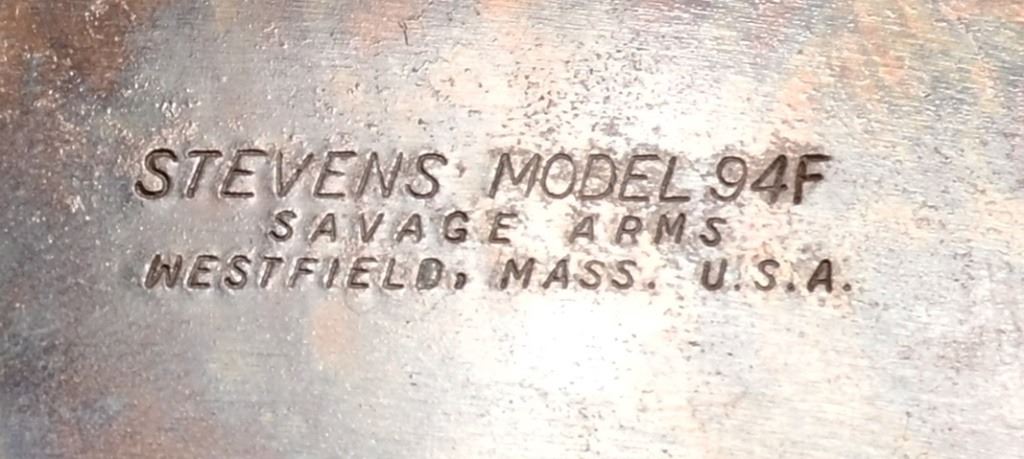 STEVENS MODEL 94F
SAVAGE ARMS
WESTFIELD, MASS. U.S.A.